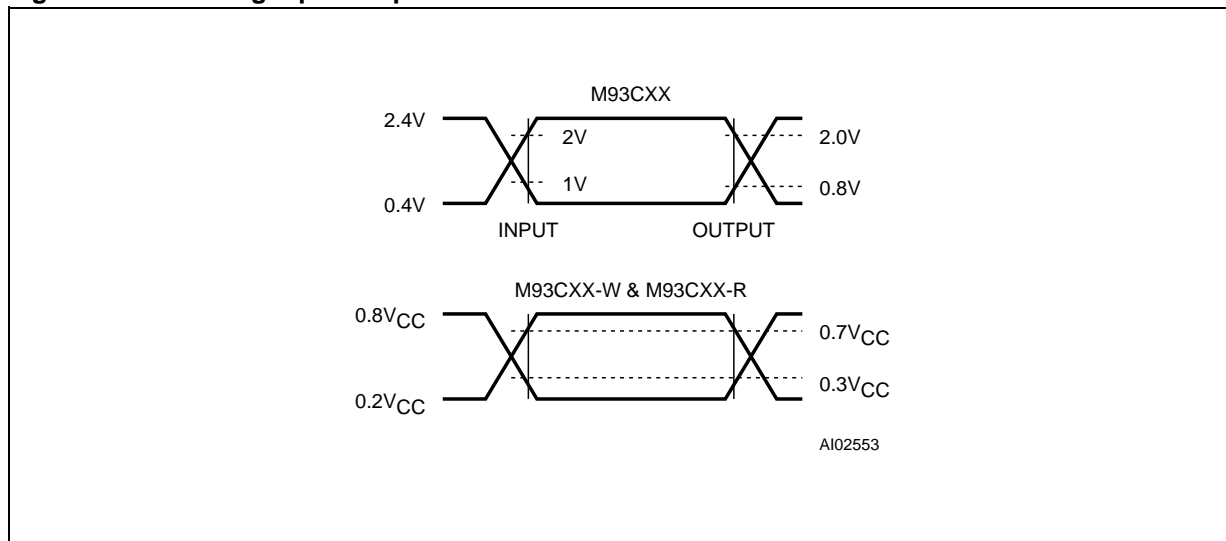 M93CXX
2.4V
2V
2.0V
1V
0.8V
0.4V
INPUT OUTPUT
M93CXX-W & M93CXX-R
0.8VCC
0.7VCC
0.3VCC
0.2VCC
AI02553